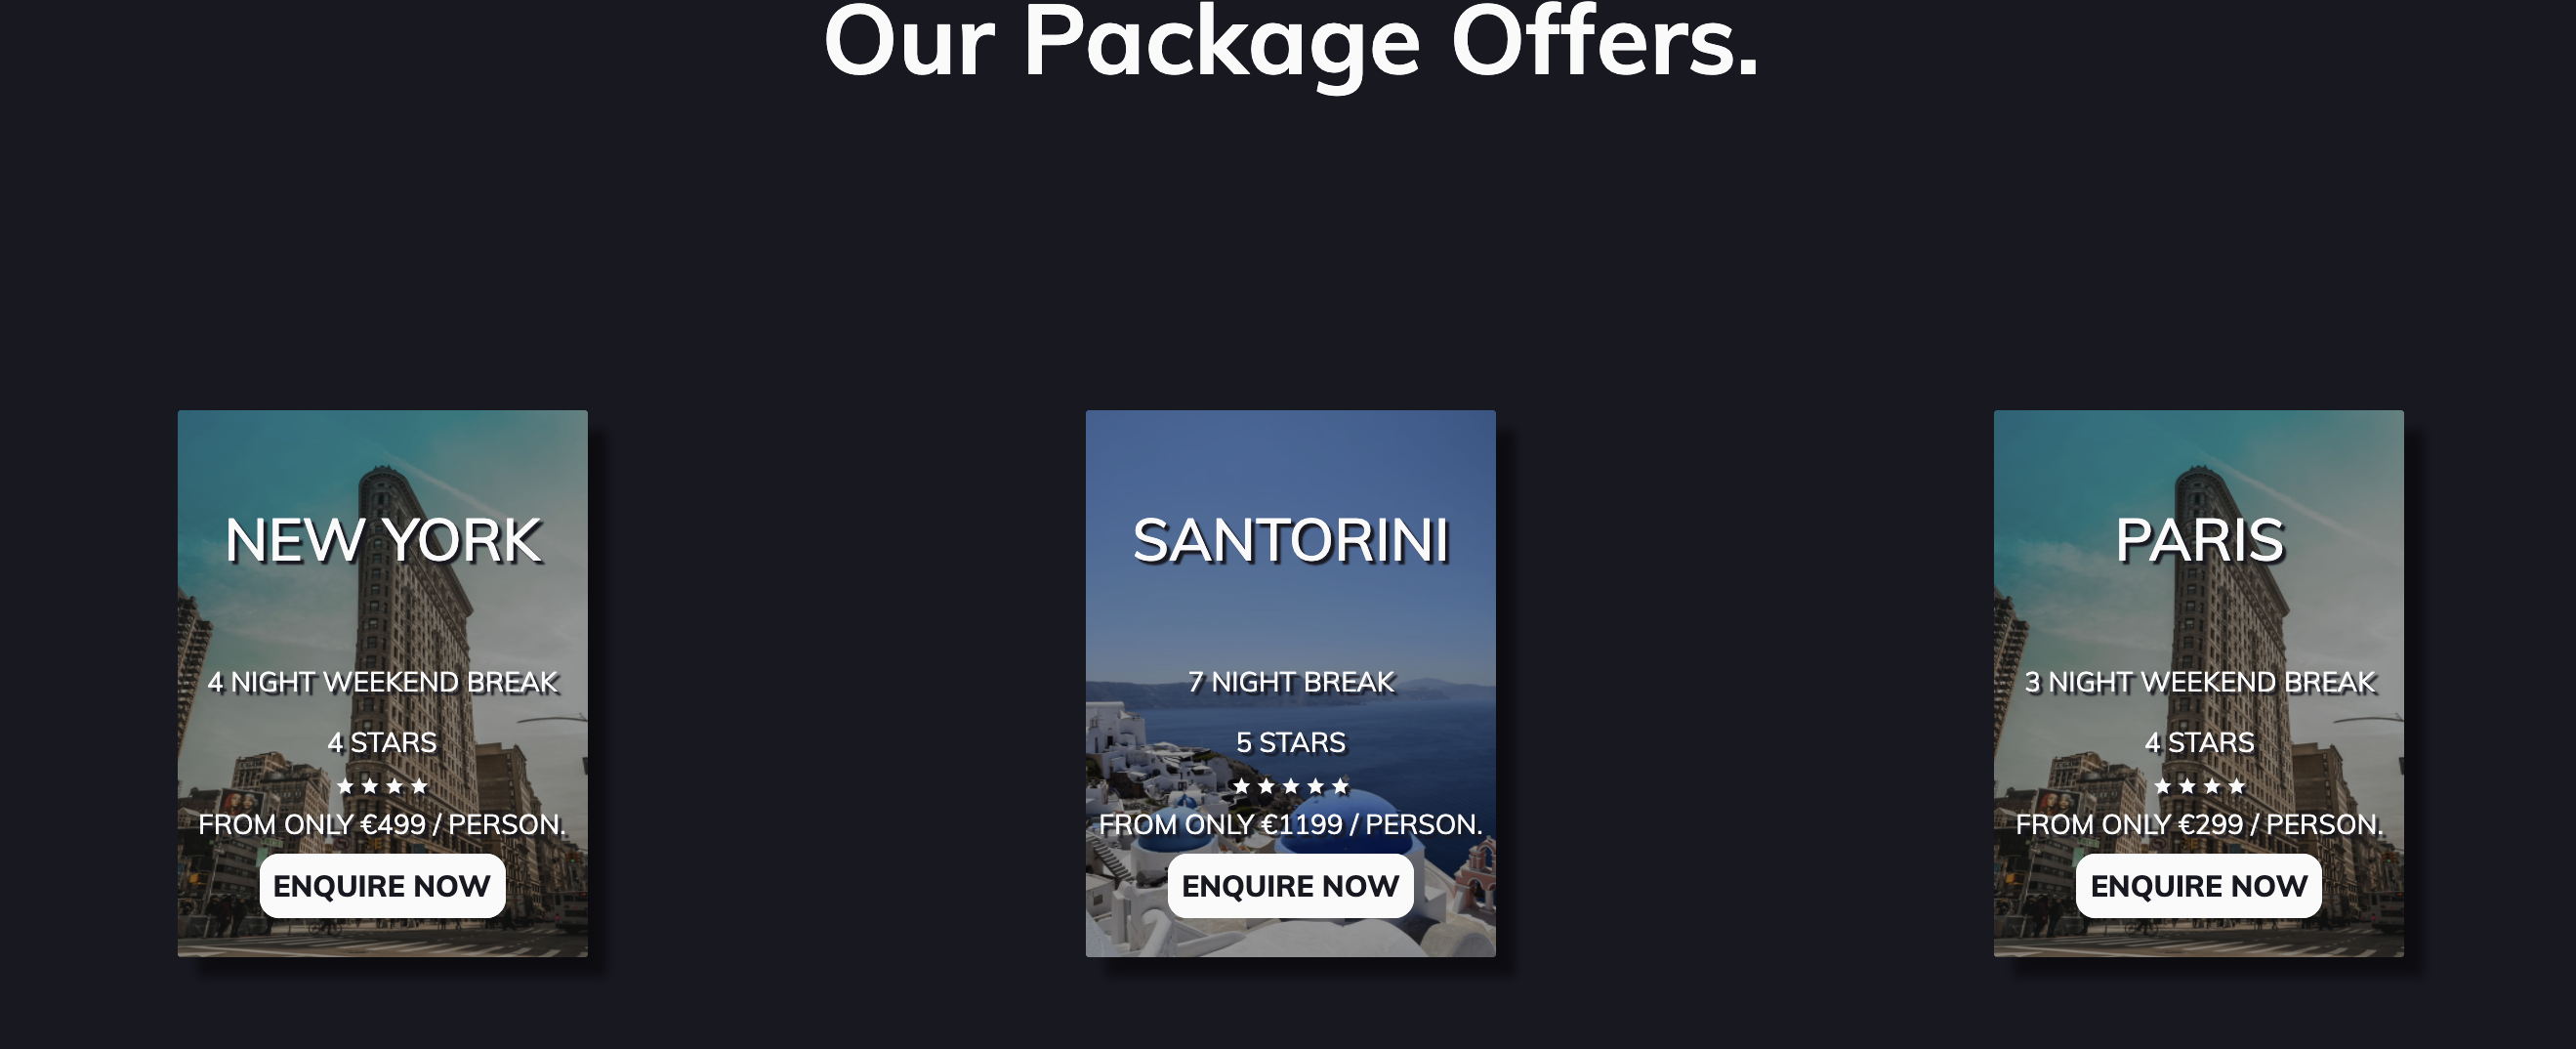 Our Package Offers.
NEW YORK
4 NIGHT WEEKEND BREAK
4 STARS
FROM ONLY €499 / PERSON.
ENQUIRE NOW
SANTORINI
7 NIGHT BREAK
5 STARS
FROM ONLY €1199 / PERSON.
ENQUIRE NOW
PARIS
3 NIGHT WEEKEND BREAK
4 STARS
FROM ONLY €299 / PERSON.
ENQUIRE NOW